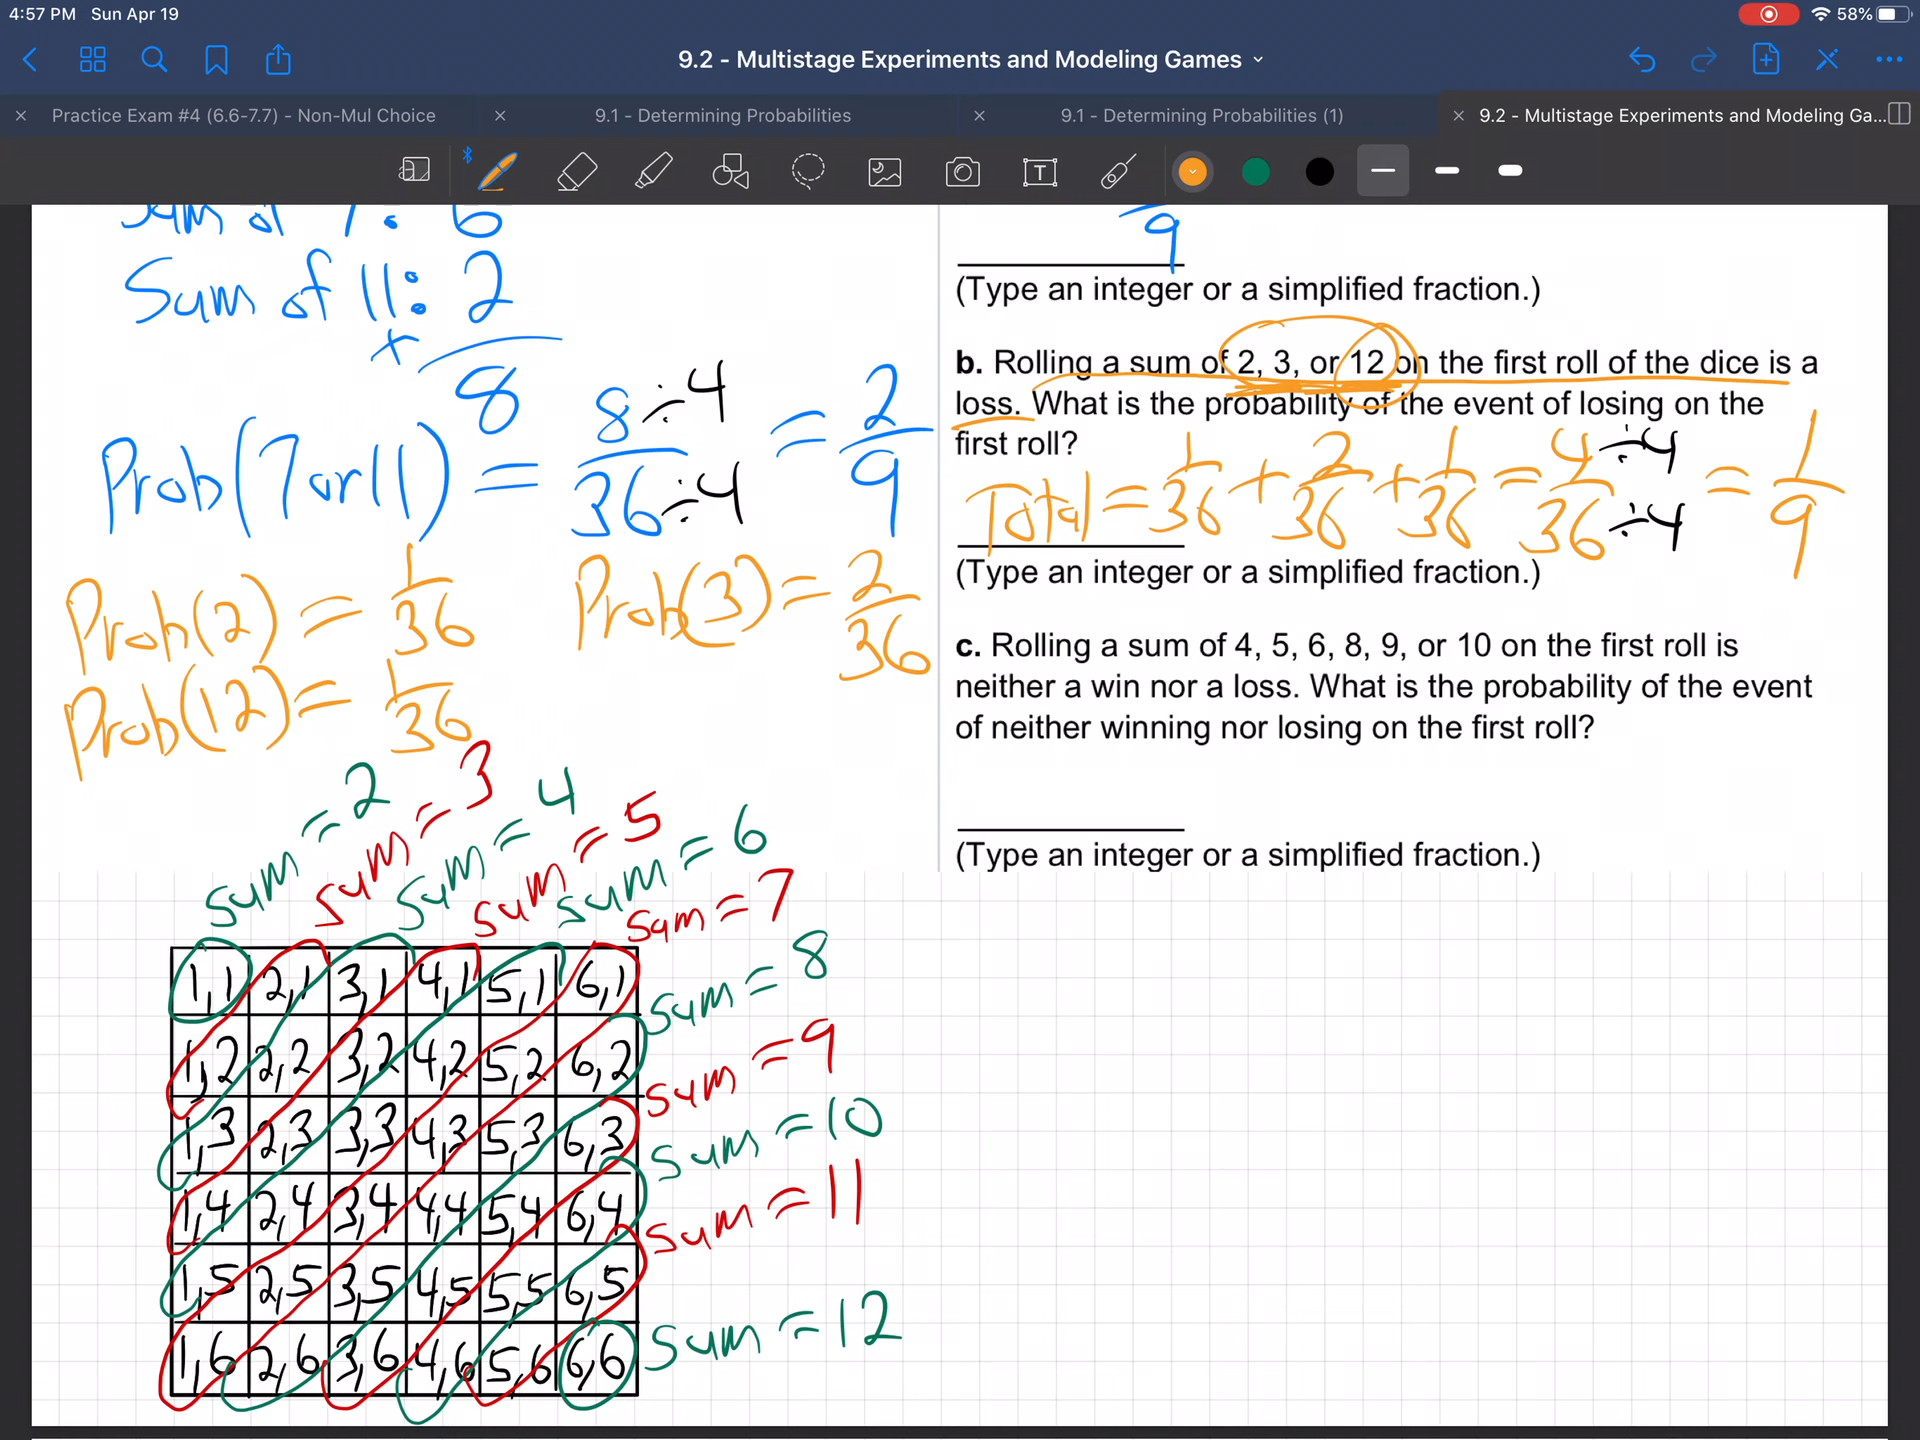 4:57 PM Sun Apr 19
58%
9.2 - Multistage Experiments and Modeling Games
Practice Exam #4 (6.6-7.7) - Non-Mul Choice
9.1 - Determining Probabilities
9.1 - Determining Probabilities (1)
9.2 - Multistage Experiments and Modeling Ga...
T
Sum of 7: 6
Sum of 11: 2
+
8
Prob(7 or 11) = 8÷4/36÷4 = 2/9
Prob(2) = 1/36
Prob(3) = 2/36
Prob(12) = 1/36
9
(Type an integer or a simplified fraction.)
b. Rolling a sum of 2, 3, or 12 on the first roll of the dice is a
loss. What is the probability of the event of losing on the
first roll?
Total = 1/36 + 2/36 + 1/36 = 4÷4/36÷4 = 1/9
(Type an integer or a simplified fraction.)
c. Rolling a sum of 4, 5, 6, 8, 9, or 10 on the first roll is
neither a win nor a loss. What is the probability of the event
of neither winning nor losing on the first roll?
(Type an integer or a simplified fraction.)
sum = 2
sum = 3
sum = 4
sum = 5
sum = 6
sum = 7
sum = 8
sum = 9
sum = 10
sum = 11
sum = 12
1,1 2,1 3,1 4,1 5,1 6,1
1,2 2,2 3,2 4,2 5,2 6,2
1,3 2,3 3,3 4,3 5,3 6,3
1,4 2,4 3,4 4,4 5,4 6,4
1,5 2,5 3,5 4,5 5,5 6,5
1,6 2,6 3,6 4,6 5,6 6,6